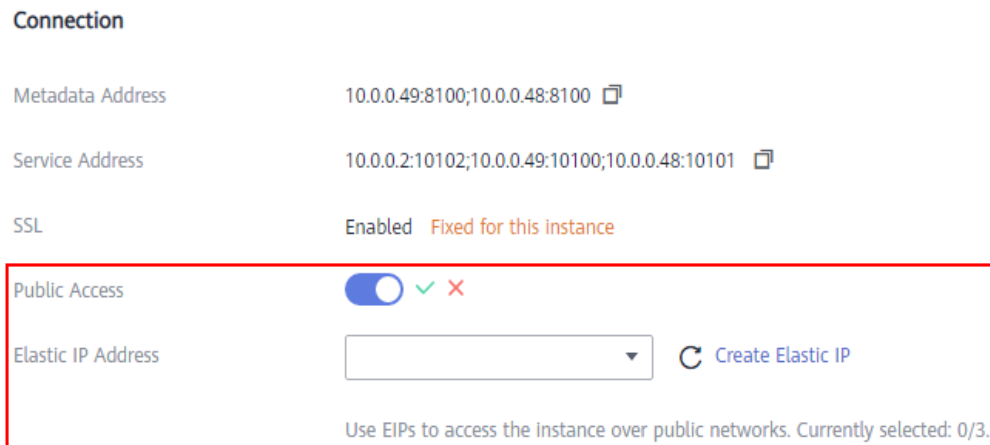 Connection
Metadata Address 10.0.0.49:8100;10.0.0.48:8100
Service Address 10.0.0.2:10102;10.0.0.49:10100;10.0.0.48:10101
SSL Enabled Fixed for this instance
Public Access
Elastic IP Address Create Elastic IP
Use EIPs to access the instance over public networks. Currently selected: 0/3.